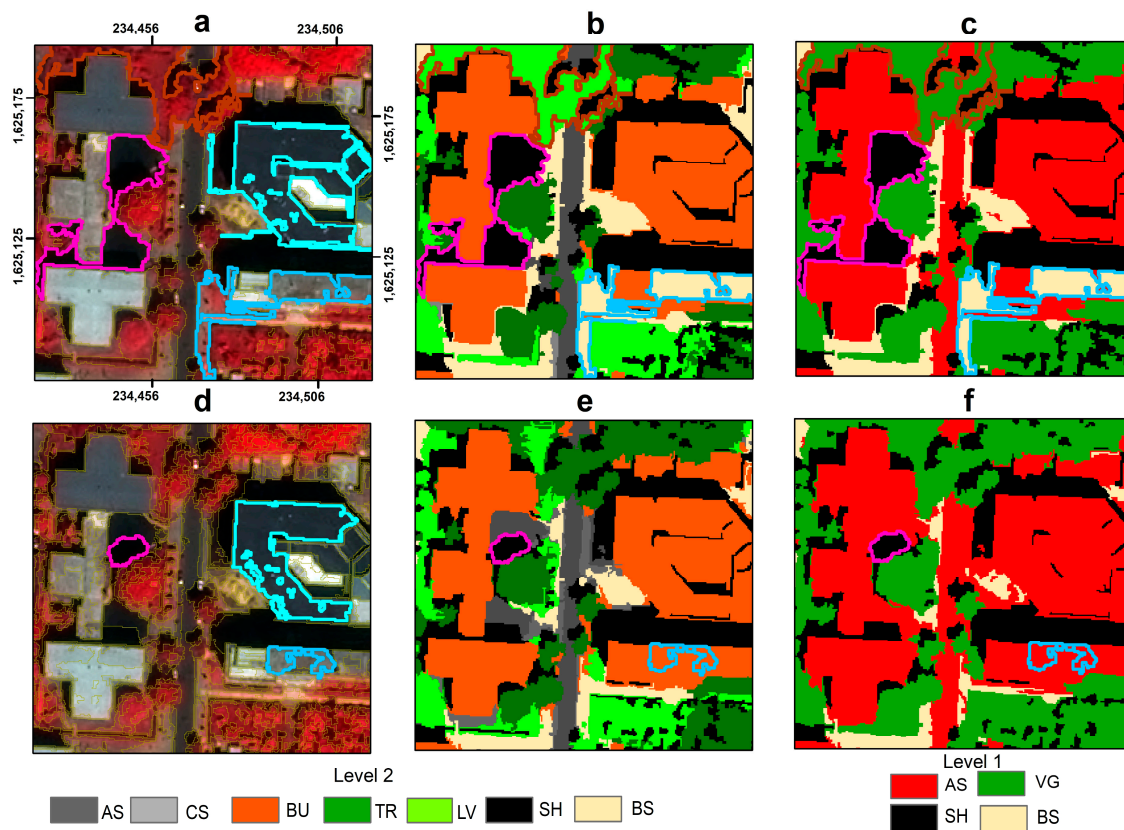 a b c
234,456 234,506
1,625,175 1,625,175
1,625,125 1,625,125
234,456 234,506
d e f
Level 2 Level 1
AS CS BU TR LV SH BS
AS VG
SH BS